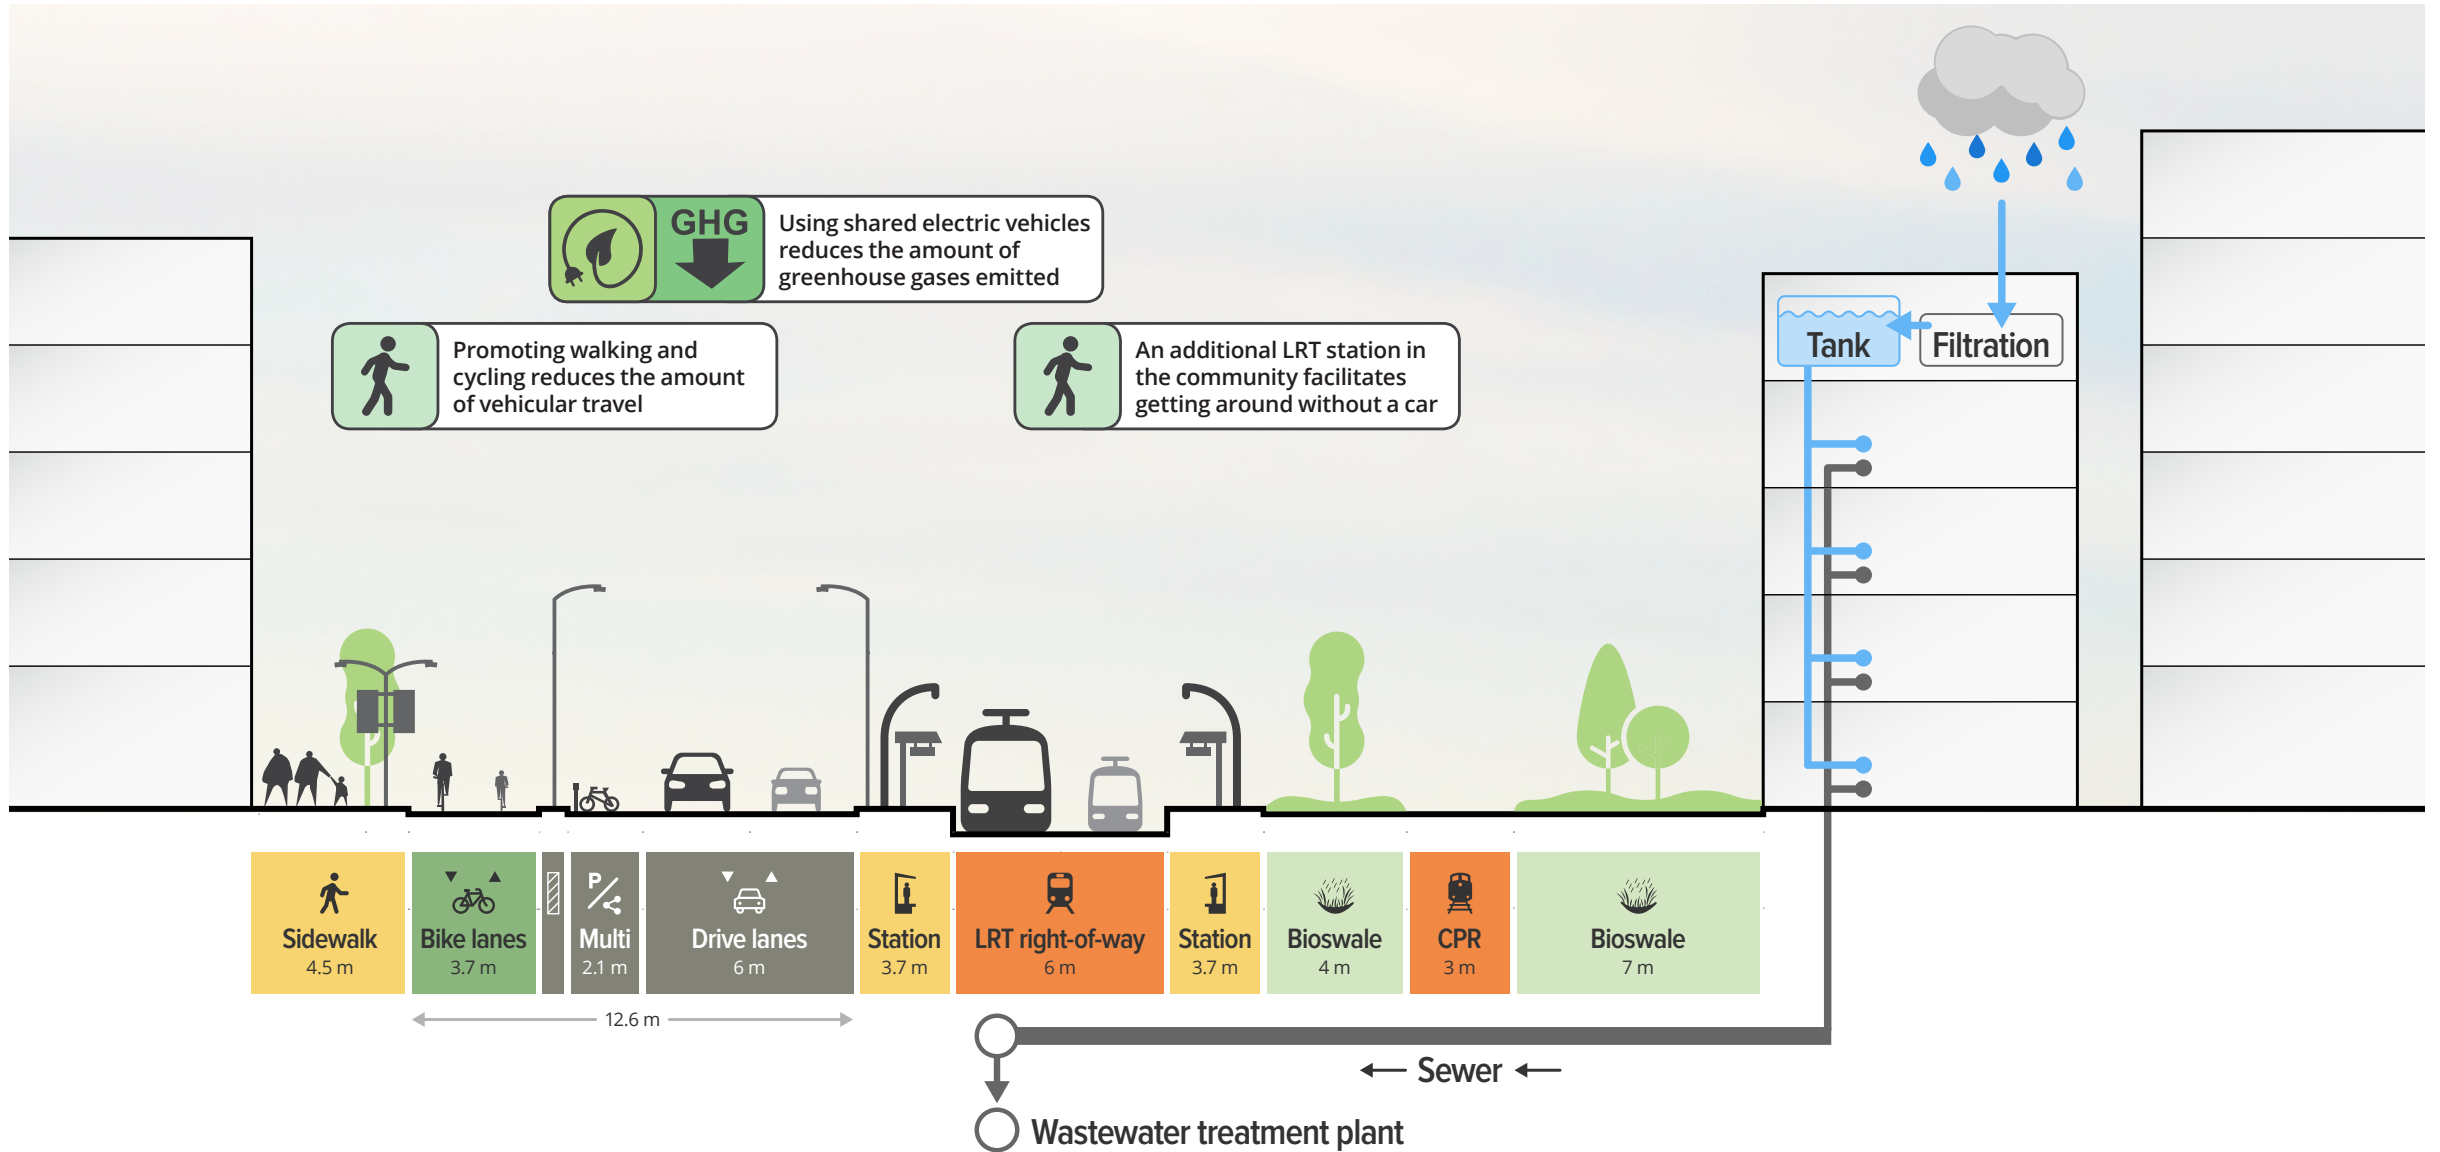 GHG
Using shared electric vehicles
reduces the amount of
greenhouse gases emitted
Promoting walking and
cycling reduces the amount
of vehicular travel
An additional LRT station in
the community facilitates
getting around without a car
Tank
Filtration
P
Sidewalk
4.5 m
Bike lanes
3.7 m
Multi
2.1 m
Drive lanes
6 m
Station
3.7 m
LRT right-of-way
6 m
Station
3.7 m
Bioswale
4 m
CPR
3 m
Bioswale
7 m
12.6 m
Sewer
Wastewater treatment plant